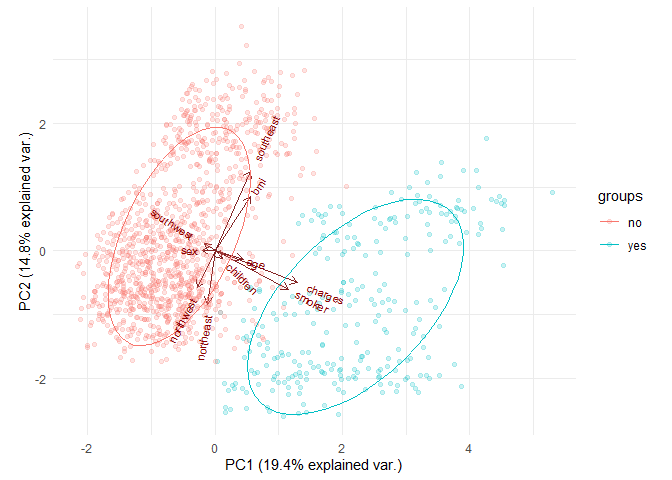 PC2 (14.8% explained var.)
2
0
-2
southeast
bmi
southwest
sex
age
children
charges
smoker
northwest
northeast
-2
0
2
4
PC1 (19.4% explained var.)
groups
no
yes